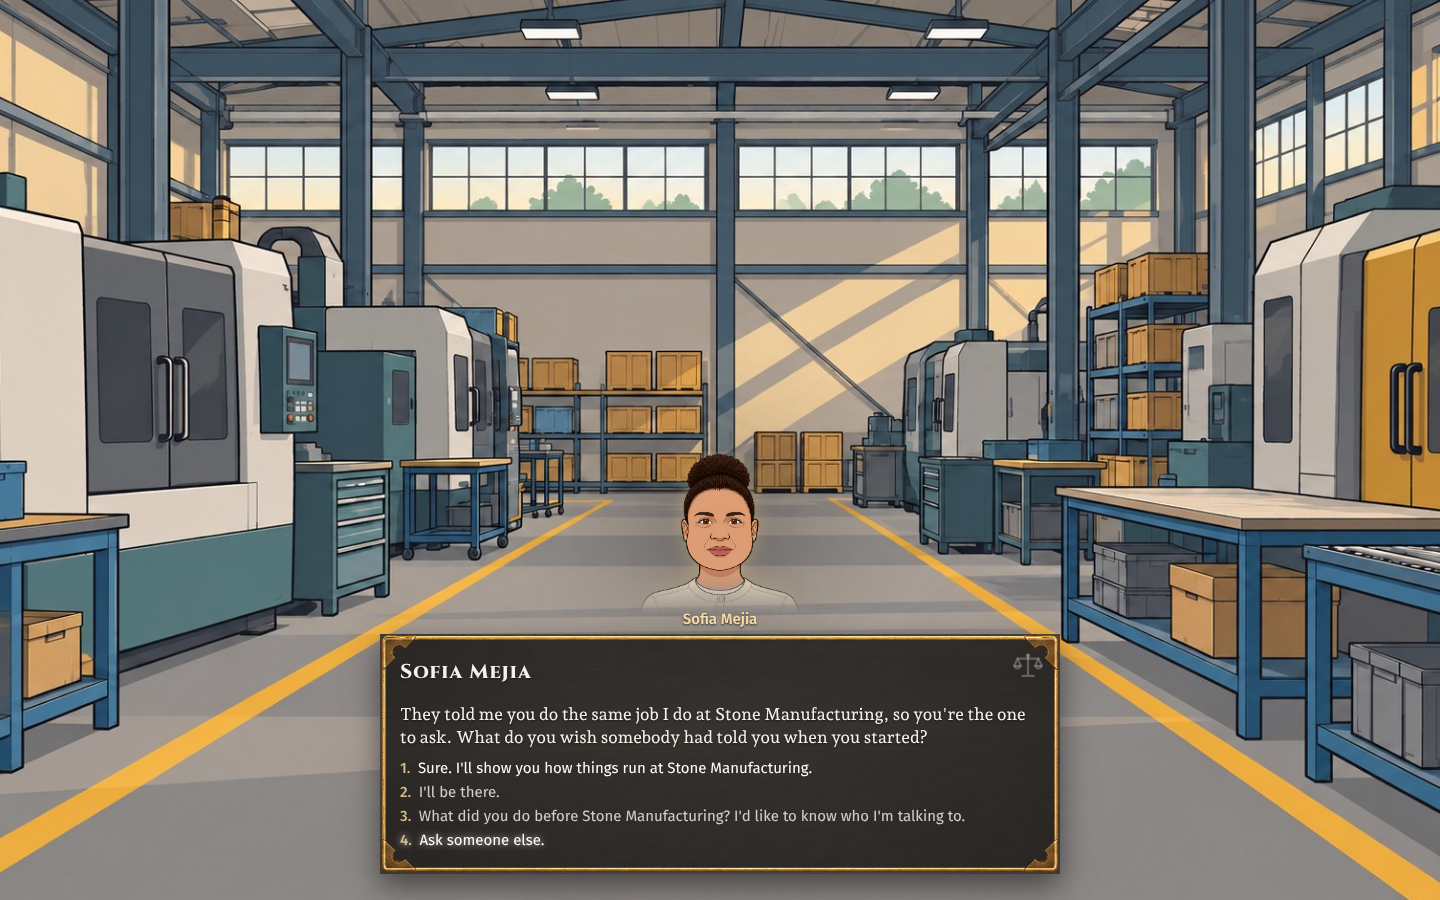 Sofia Mejia
Sofia Mejia
They told me you do the same job I do at Stone Manufacturing, so you're the one
to ask. What do you wish somebody had told you when you started?
1. Sure. I'll show you how things run at Stone Manufacturing.
2. I'll be there.
3. What did you do before Stone Manufacturing? I'd like to know who I'm talking to.
4. Ask someone else.